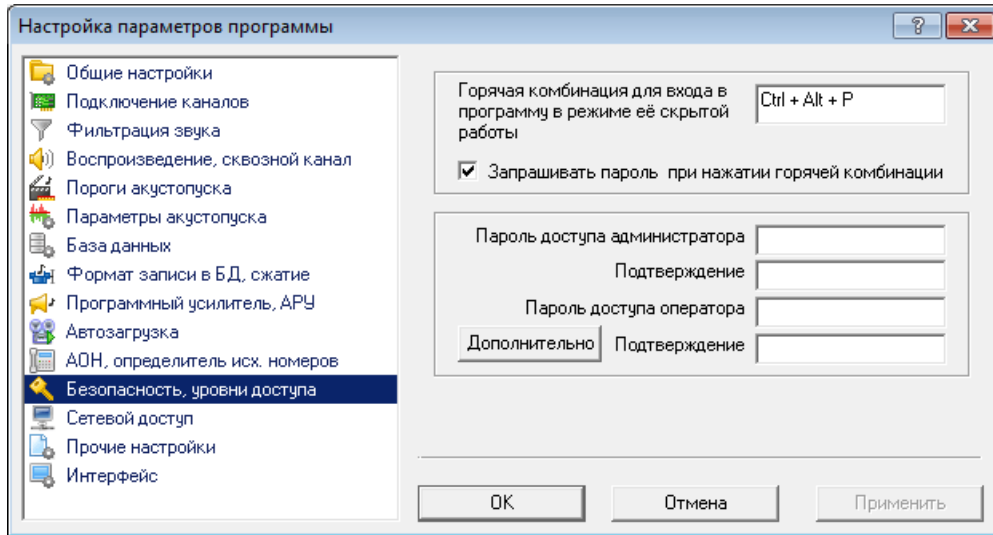 Настройка параметров программы
Общие настройки
Подключение каналов
Фильтрация звука
Воспроизведение, сквозной канал
Пороги акустопуска
Параметры акустопуска
База данных
Формат записи в БД, сжатие
Программный усилитель, АРУ
Автозагрузка
АОН, определитель исх. номеров
Безопасность, уровни доступа
Сетевой доступ
Прочие настройки
Интерфейс
Горячая комбинация для входа в
программу в режиме её скрытой
работы
Ctrl + Alt + P
Запрашивать пароль при нажатии горячей комбинации
Пароль доступа администратора
Подтверждение
Пароль доступа оператора
Дополнительно
Подтверждение
OK
Отмена
Применить